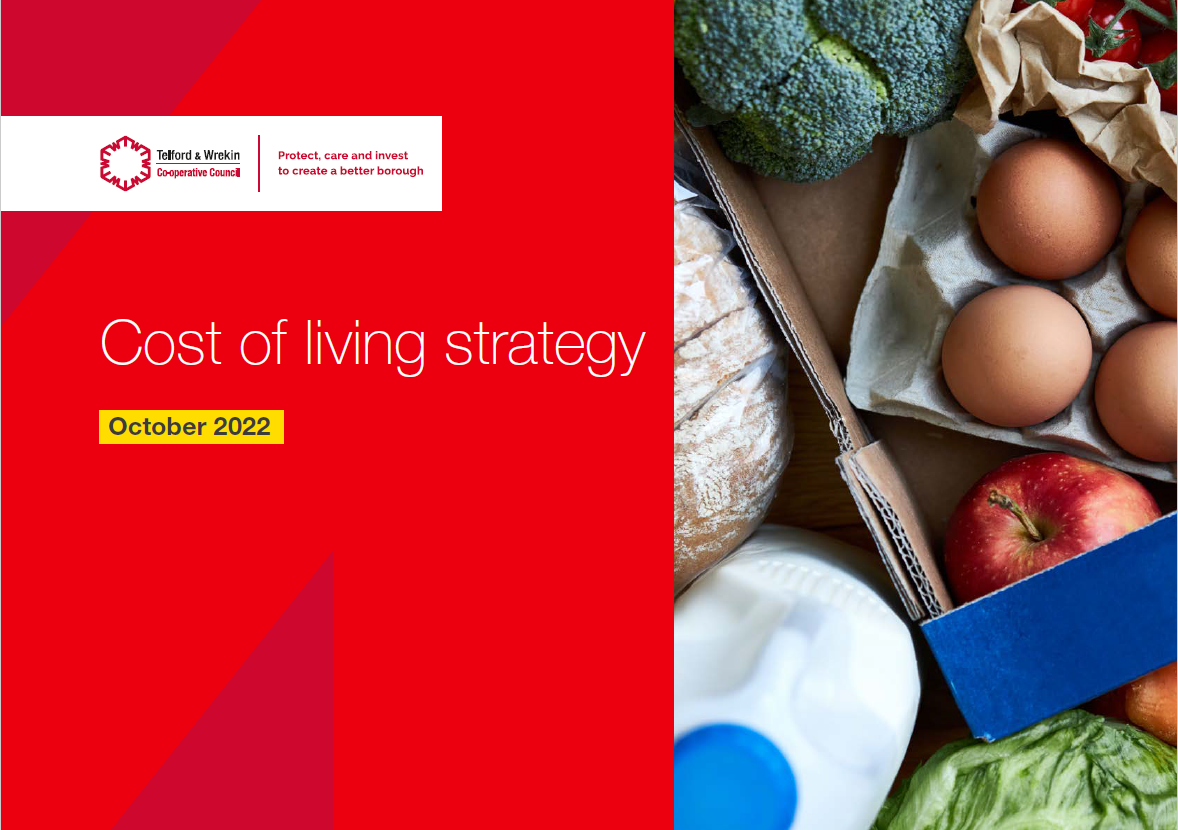 Telford & Wrekin
Co-operative Council
Protect, care and invest
to create a better borough
Cost of living strategy
October 2022